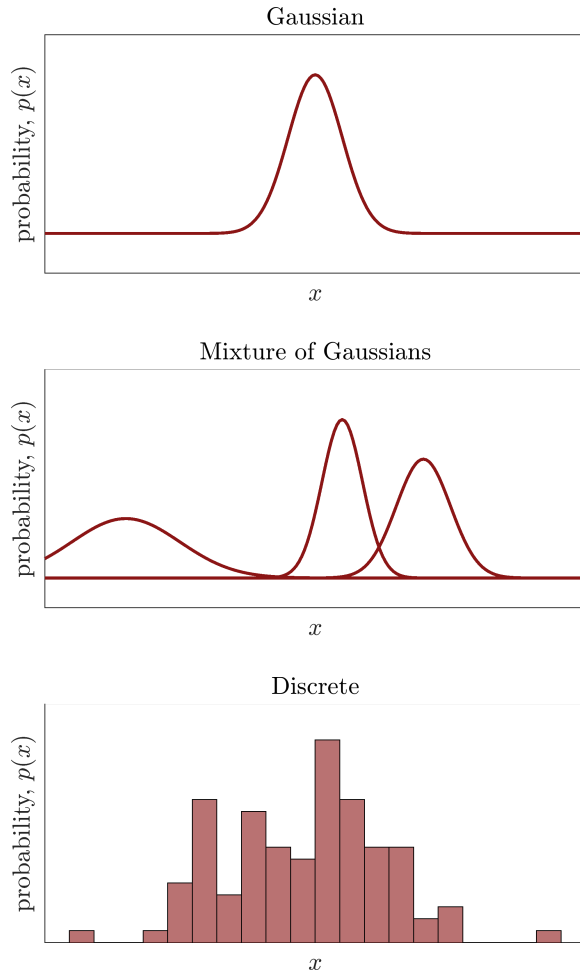 Gaussian
probability, p(x)
x
Mixture of Gaussians
probability, p(x)
x
Discrete
probability, p(x)
x